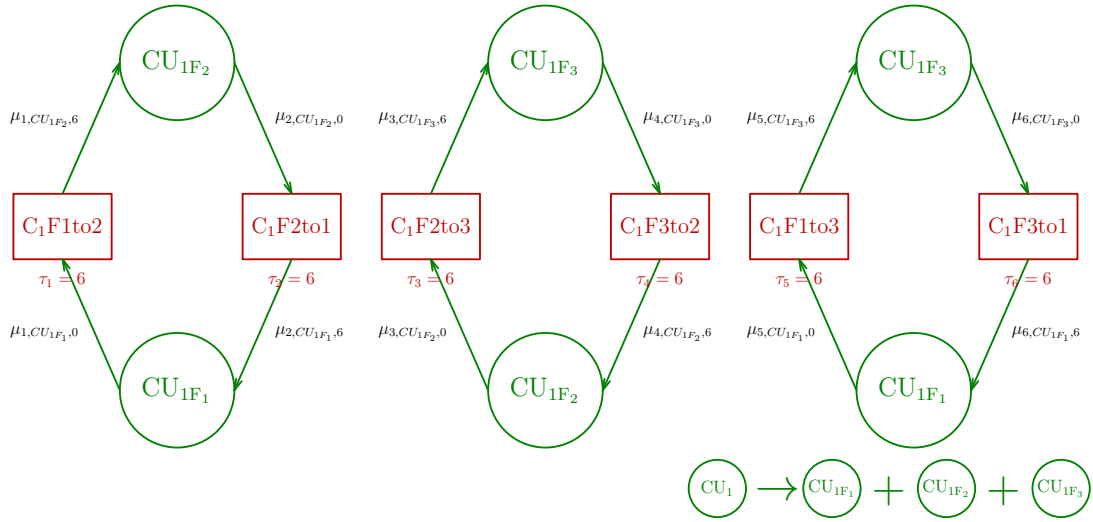 CU1F2 CU1F3 CU1F3
μ1,CU1F2,6 μ2,CU1F2,0 μ3,CU1F3,6 μ4,CU1F3,0 μ5,CU1F3,6 μ6,CU1F3,0
C1F1to2 C1F2to1 C1F2to3 C1F3to2 C1F1to3 C1F3to1
τ1 = 6 τ2 = 6 τ3 = 6 τ4 = 6 τ5 = 6 τ6 = 6
μ1,CU1F1,0 μ2,CU1F1,6 μ3,CU1F2,0 μ4,CU1F2,6 μ5,CU1F1,0 μ6,CU1F1,6
CU1F1 CU1F2 CU1F1
CU1 → CU1F1 + CU1F2 + CU1F3